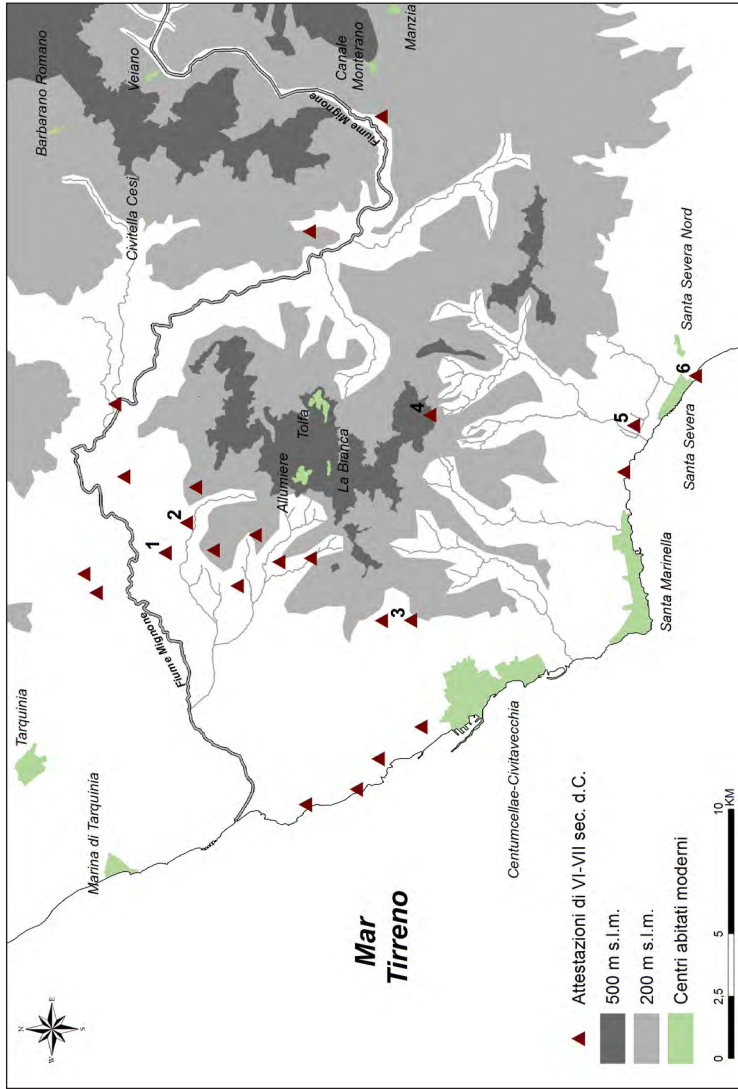 Barbarano Romano
Veiano
Canale
Monterano
Manzia
Fiume Mignone
Civitella Cesi
Tarquinia
Marina di Tarquinia
Fiume Mignone
1
2
3
4
5
6
Allumiere
Tolfa
La Bianca
Centumcellae-Civitavecchia
Santa Marinella
Santa Severa
Santa Severa Nord
Mar
Tirreno
N
W
E
S
Attestazioni di VI-VII sec. d.C.
500 m s.l.m.
200 m s.l.m.
Centri abitati moderni
0 2,5 5 10
KM